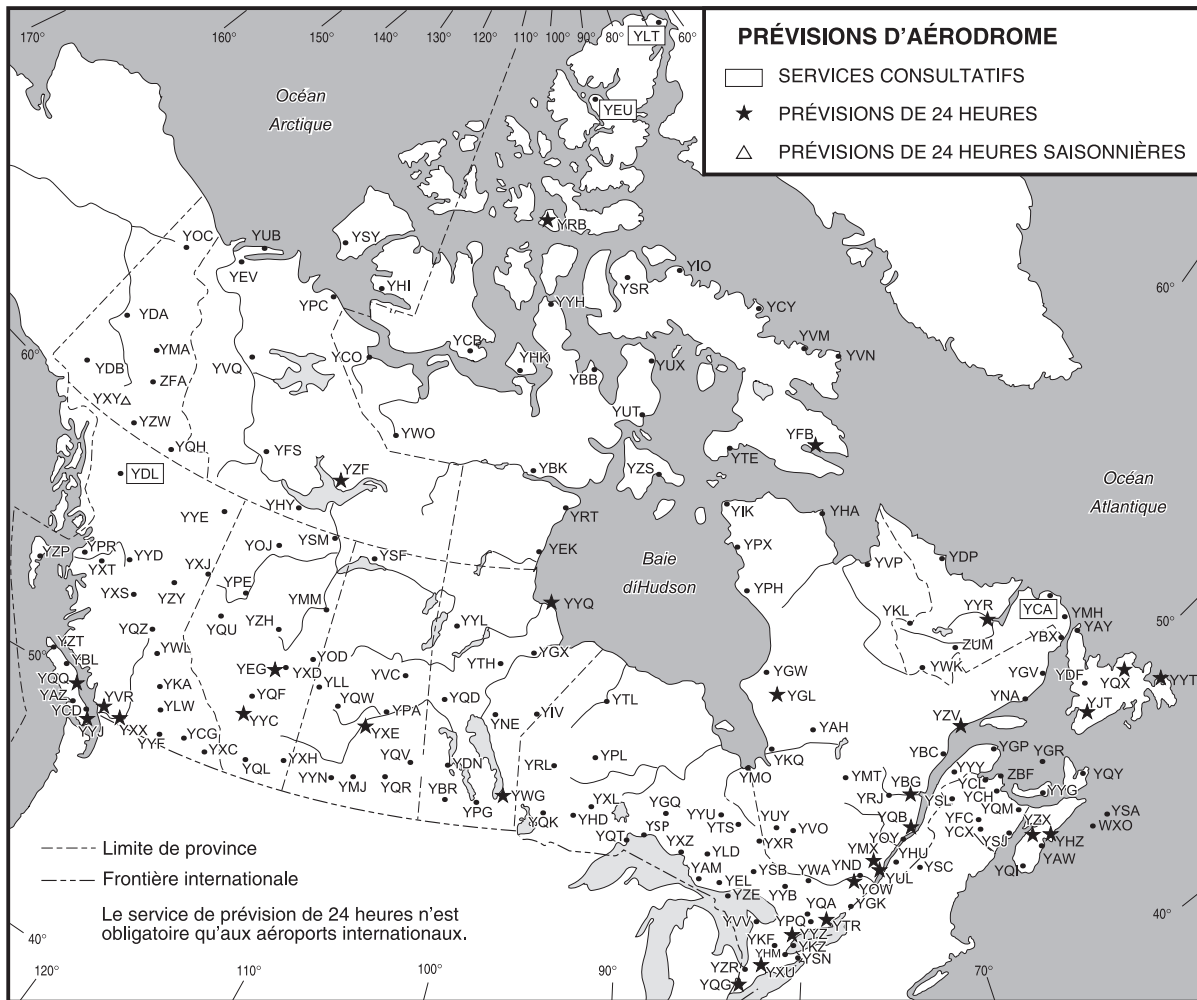 170°
160°
150°
140°
130°
120°
110°
100°
90°
80°
60°
YLT
PRÉVISIONS D'AÉRODROME
SERVICES CONSULTATIFS
PRÉVISIONS DE 24 HEURES
PRÉVISIONS DE 24 HEURES SAISONNIÈRES
Océan
Arctique
YEU
YRB
YOC
YUB
YSY
YEV
YHI
YPC
YIO
YSR
YYH
YCY
60°
YDA
YMA
YCB
YVM
YVN
60°
YDB
YVQ
YCO
YHK
YBB
YUX
ZFA
YXY
YZW
YUT
YQH
YWO
YFB
YTE
YDL
YFS
YZF
YBK
YZS
Océan
Atlantique
YYE
YHY
YRT
YIK
YHA
YZP
YPR
YYD
YXT
YXJ
YOJ
YSM
YSF
YEK
Baie
diHudson
YPX
YVP
YDP
YXS
YZY
YPE
YMM
YYQ
YPH
YKL
YYR
YCA
YMH
YAY
50°
50°
YZT
YQZ
YQU
YZH
YYL
ZUM
YBX
YBL
YWL
YEG
YXD
YOD
YTH
YGX
YGW
YWK
YGV
YDF
YQX
YYT
YQQ
YAZ
YVR
YKA
YLL
YVC
YGL
YNA
YCD
YLW
YQF
YQW
YPA
YQD
YTL
YJT
YYJ
YXX
YYC
YXE
YNE
YIV
YAH
YZV
YYF
YCG
YXC
YQL
YXH
YQV
YDN
YRL
YPL
YKQ
YBC
YGP
YGR
YYN
YMJ
YQR
YBR
YPG
YWG
YMO
YMT
YBG
YYY
YCL
ZBF
YQY
YRJ
YSL
YCH
YYG
YQK
YHD
YXL
YGQ
YYU
YUY
YVO
YQB
YFC
YQM
YSA
YQT
YSP
YTS
YOY
YCX
YZX
YHZ
WXO
YXZ
YLD
YXR
YMX
YSJ
YAW
YAM
YEL
YSB
YWA
YND
YHU
YSC
YQI
YZE
YYB
YOW
YUL
YQA
YGK
YVV
YPQ
YTR
YKF
YYZ
YHM
YKZ
YSN
YZR
YXU
YQG
Limite de province
Frontière internationale
Le service de prévision de 24 heures n'est
obligatoire qu'aux aéroports internationaux.
40°
40°
120°
110°
100°
90°
70°